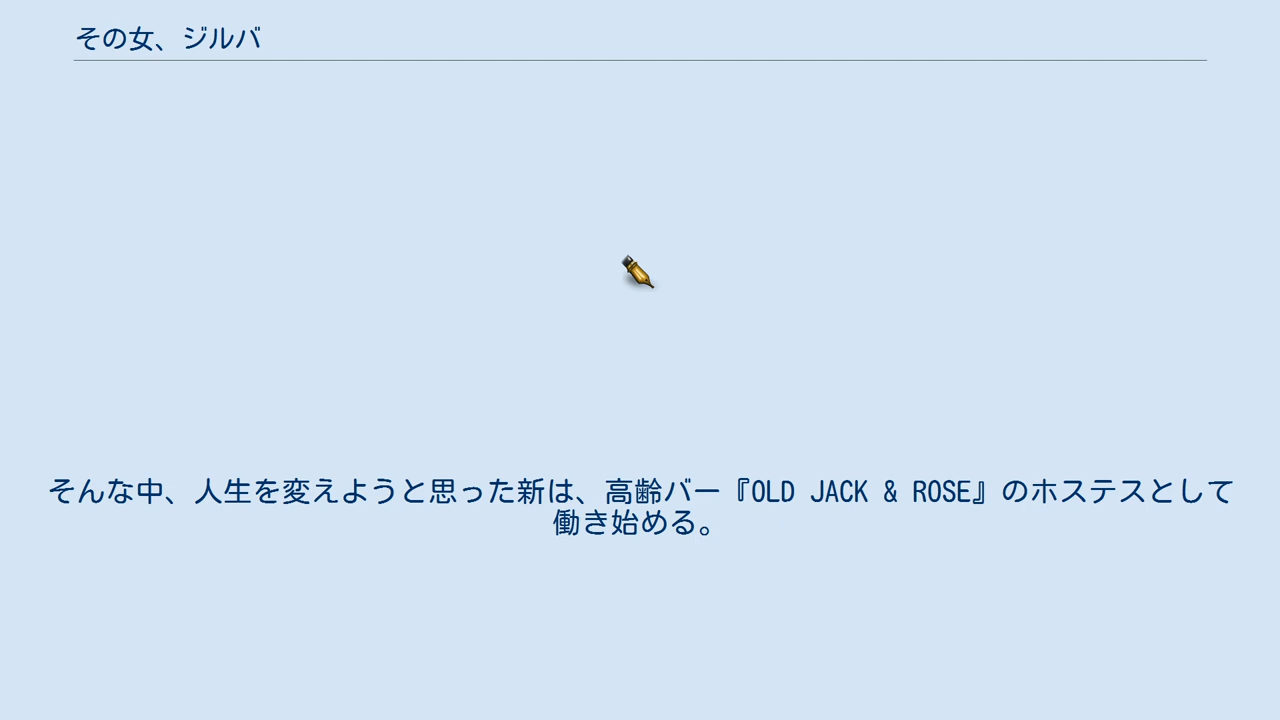 その女、ジルバ
そんな中、人生を変えようと思った新は、高齢バー『OLD JACK & ROSE』のホステスとして
働き始める。